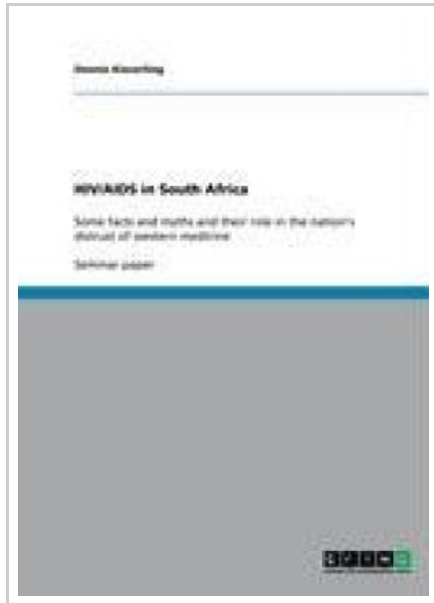 HIV/AIDS in South Africa
Some facts and myths and their role in the nation's
distrust of western medicine
Seminar paper